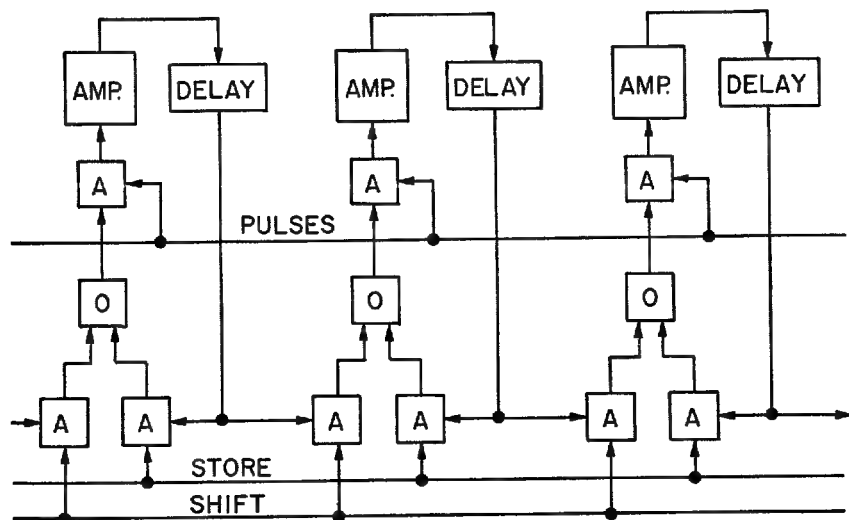 AMP. DELAY AMP. DELAY AMP. DELAY
A A A
PULSES
O O O
A A A A A A
STORE
SHIFT